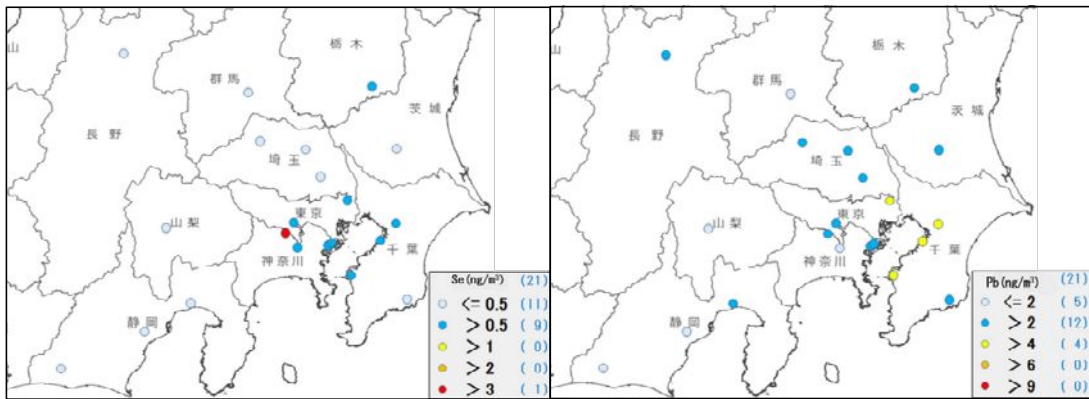 山
栃木
群馬
茨城
長野
埼玉
東京
山梨
千葉
神奈川
静岡
Se(ng/m³) (21)
<= 0.5 (11)
> 0.5 ( 9)
> 1 ( 0)
> 2 ( 0)
> 3 ( 1)
山
栃木
群馬
茨城
長野
埼玉
東京
山梨
千葉
神奈川
静岡
Pb(ng/m³) (21)
<= 2 ( 5)
> 2 (12)
> 4 ( 4)
> 6 ( 0)
> 9 ( 0)